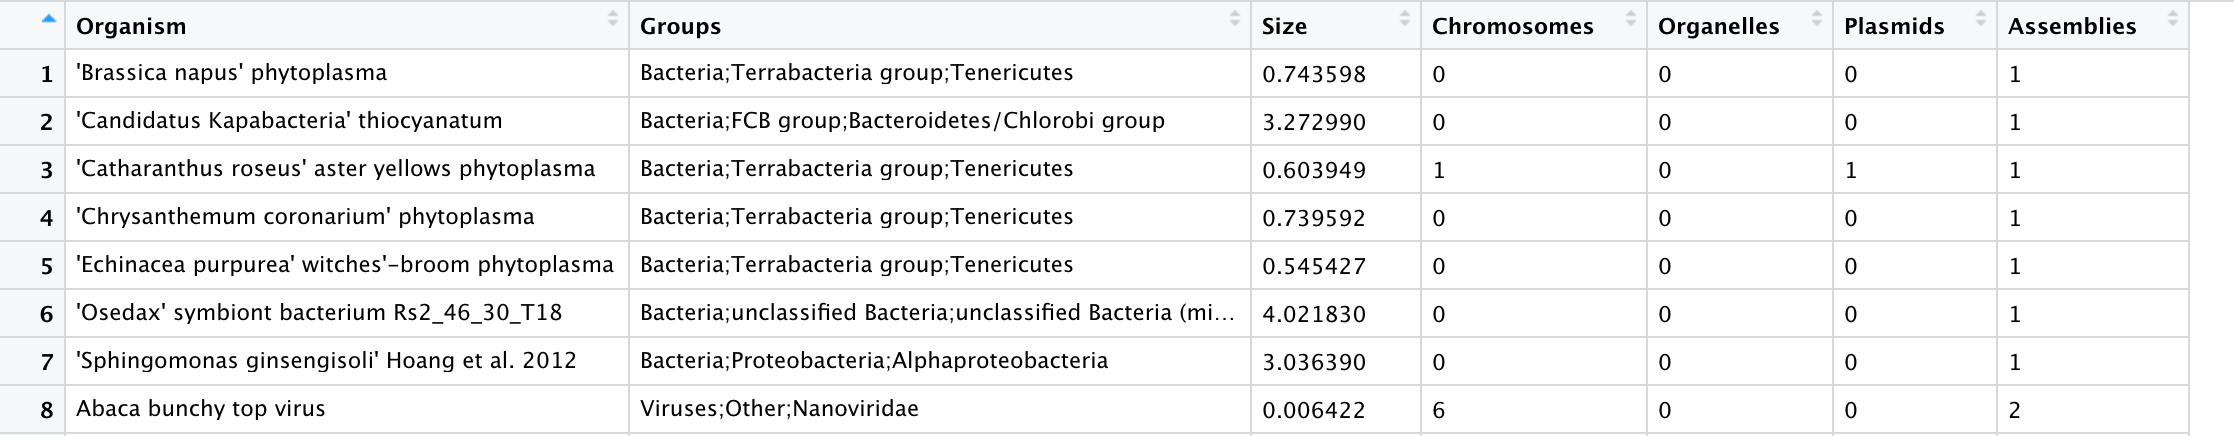 Organism Groups Size Chromosomes Organelles Plasmids Assemblies
1 'Brassica napus' phytoplasma Bacteria;Terrabacteria group;Tenericutes 0.743598 0 0 0 1
2 'Candidatus Kapabacteria' thiocyanatum Bacteria;FCB group;Bacteroidetes/Chlorobi group 3.272990 0 0 0 1
3 'Catharanthus roseus' aster yellows phytoplasma Bacteria;Terrabacteria group;Tenericutes 0.603949 1 0 1 1
4 'Chrysanthemum coronarium' phytoplasma Bacteria;Terrabacteria group;Tenericutes 0.739592 0 0 0 1
5 'Echinacea purpurea' witches'-broom phytoplasma Bacteria;Terrabacteria group;Tenericutes 0.545427 0 0 0 1
6 'Osedax' symbiont bacterium Rs2_46_30_T18 Bacteria;unclassified Bacteria;unclassified Bacteria (mi... 4.021830 0 0 0 1
7 'Sphingomonas ginsengisoli' Hoang et al. 2012 Bacteria;Proteobacteria;Alphaproteobacteria 3.036390 0 0 0 1
8 Abaca bunchy top virus Viruses;Other;Nanoviridae 0.006422 6 0 0 2